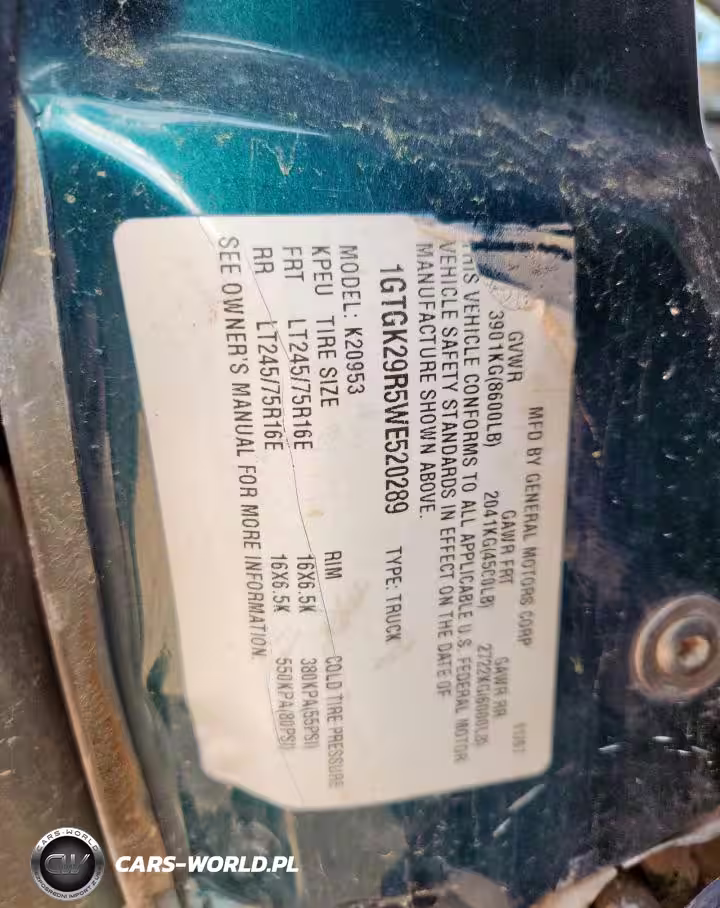 MFD BY GENERAL MOTORS CORP
GVWR GAWR FRT GAWR RR
3901KG(8600LB) 2041KG(4500LB) 2722KG(6000LB)
THIS VEHICLE CONFORMS TO ALL APPLICABLE U.S. FEDERAL MOTOR
VEHICLE SAFETY STANDARDS IN EFFECT ON THE DATE OF
MANUFACTURE SHOWN ABOVE.
1GTGK29R5WE520289 TYPE: TRUCK
MODEL: K20953
KPEU TIRE SIZE RIM COLD TIRE PRESSURE
FRT LT245/75R16E 16X6.5K 380KPA(55PSI)
RR LT245/75R16E 16X6.5K 550KPA(80PSI)
SEE OWNER'S MANUAL FOR MORE INFORMATION.
CARS-WORLD
CW
CARS-WORLD.PL